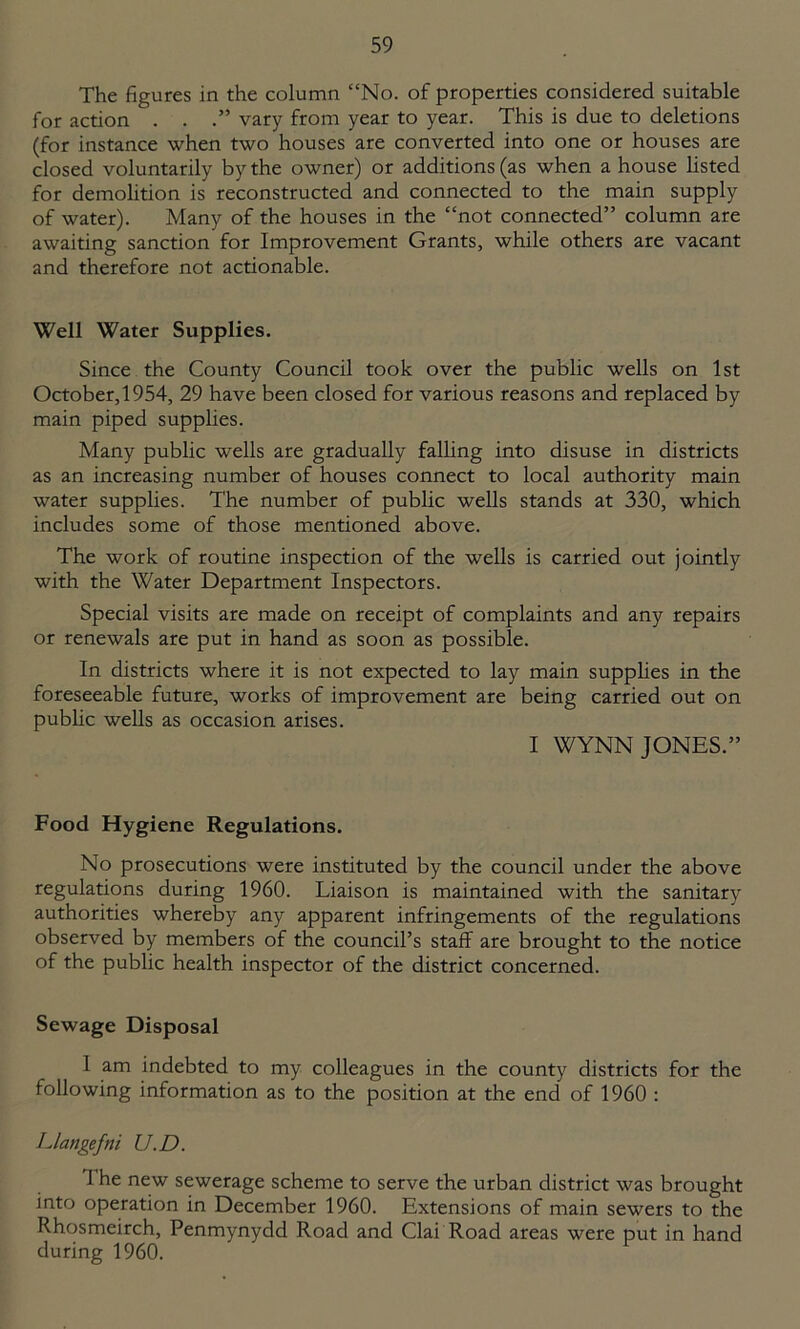 59
The figures in the column “No. of properties considered suitable
for action . . .” vary from year to year. This is due to deletions
(for instance when two houses are converted into one or houses are
closed voluntarily by the owner) or additions (as when a house listed
for demolition is reconstructed and connected to the main supply
of water). Many of the houses in the “not connected” column are
awaiting sanction for Improvement Grants, while others are vacant
and therefore not actionable.
Well Water Supplies.
Since the County Council took over the public wells on 1st
October,1954, 29 have been closed for various reasons and replaced by
main piped supplies.
Many public wells are gradually falling into disuse in districts
as an increasing number of houses connect to local authority main
water supplies. The number of public wells stands at 330, which
includes some of those mentioned above.
The work of routine inspection of the wells is carried out jointly
with the Water Department Inspectors.
Special visits are made on receipt of complaints and any repairs
or renewals are put in hand as soon as possible.
In districts where it is not expected to lay main supplies in the
foreseeable future, works of improvement are being carried out on
public wells as occasion arises.
I WYNN JONES.”
Food Hygiene Regulations.
No prosecutions were instituted by the council under the above
regulations during 1960. Liaison is maintained with the sanitary
authorities whereby any apparent infringements of the regulations
observed by members of the council’s staff are brought to the notice
of the public health inspector of the district concerned.
Sewage Disposal
I am indebted to my colleagues in the county districts for the
following information as to the position at the end of 1960 :
Llangefni U.D.
The new sewerage scheme to serve the urban district was brought
into operation in December 1960. Extensions of main sewers to the
Rhosmeirch, Penmynydd Road and Clai Road areas were put in hand
during 1960.